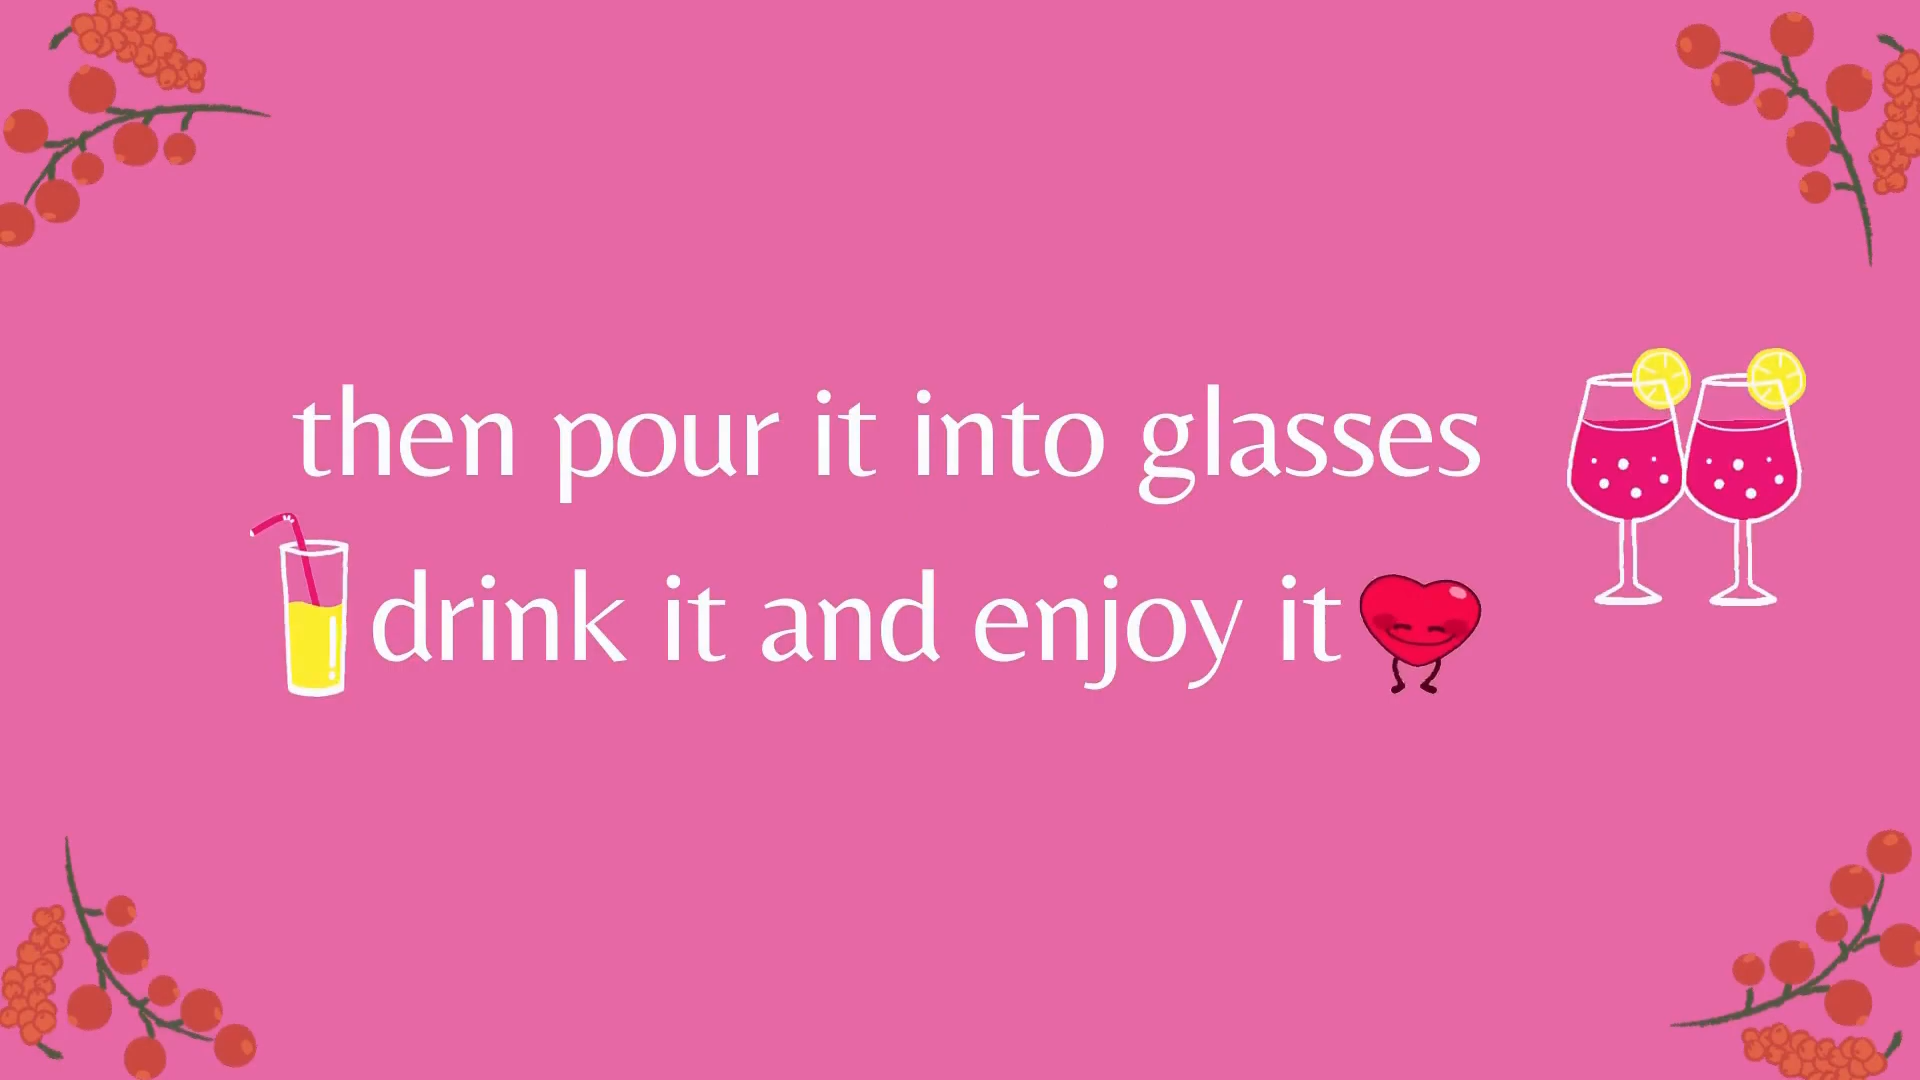 then pour it into glasses
drink it and enjoy it